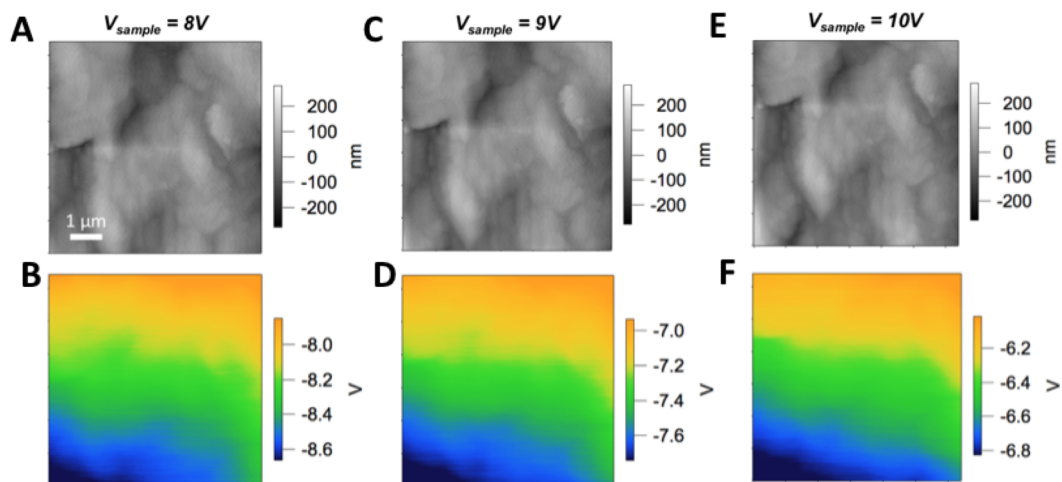 A
V_sample = 8V
200
100
0
-100
-200
nm
1 μm
C
V_sample = 9V
200
100
0
-100
-200
nm
E
V_sample = 10V
200
100
0
-100
-200
nm
B
-8.0
-8.2
-8.4
-8.6
V
D
-7.0
-7.2
-7.4
-7.6
V
F
-6.2
-6.4
-6.6
-6.8
V